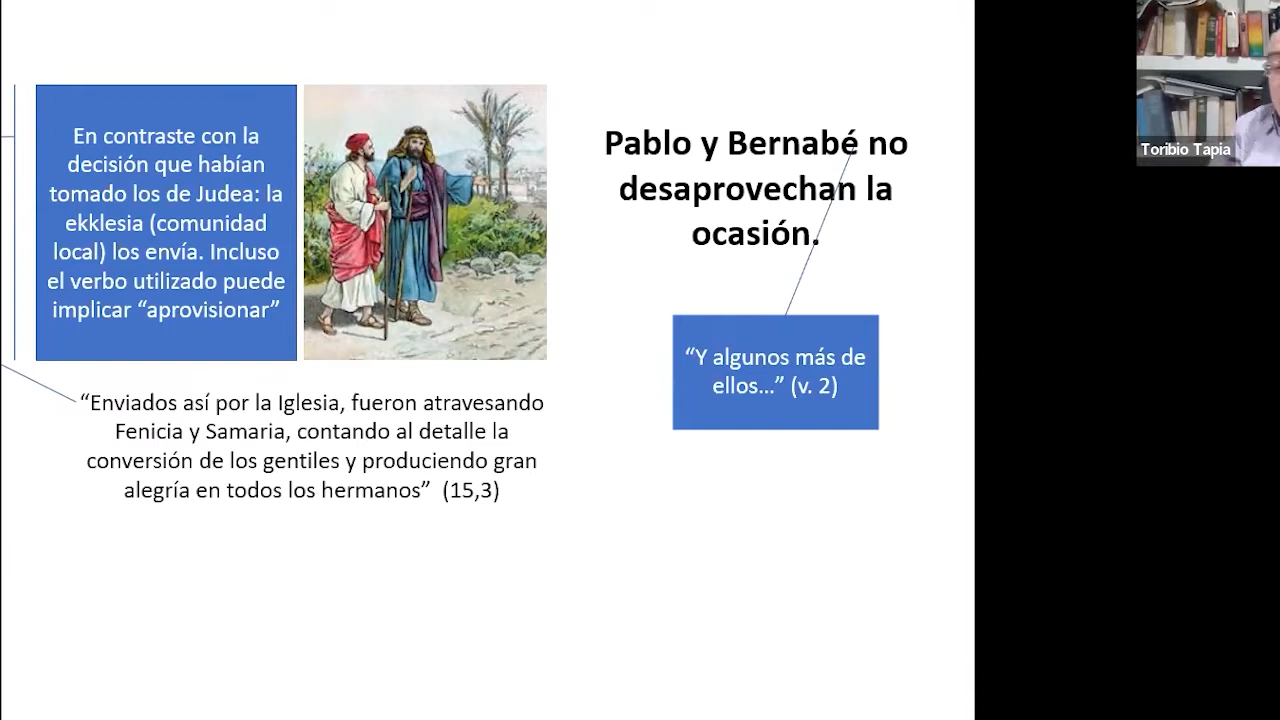 En contraste con la
decisión que habían
tomado los de Judea: la
ekklesia (comunidad
local) los envía. Incluso
el verbo utilizado puede
implicar “aprovisionar”
“Enviados así por la Iglesia, fueron atravesando
Fenicia y Samaria, contando al detalle la
conversión de los gentiles y produciendo gran
alegría en todos los hermanos” (15,3)
Pablo y Bernabé no
desaprovechan la
ocasión.
“Y algunos más de
ellos...” (v. 2)
Toribio Tapia